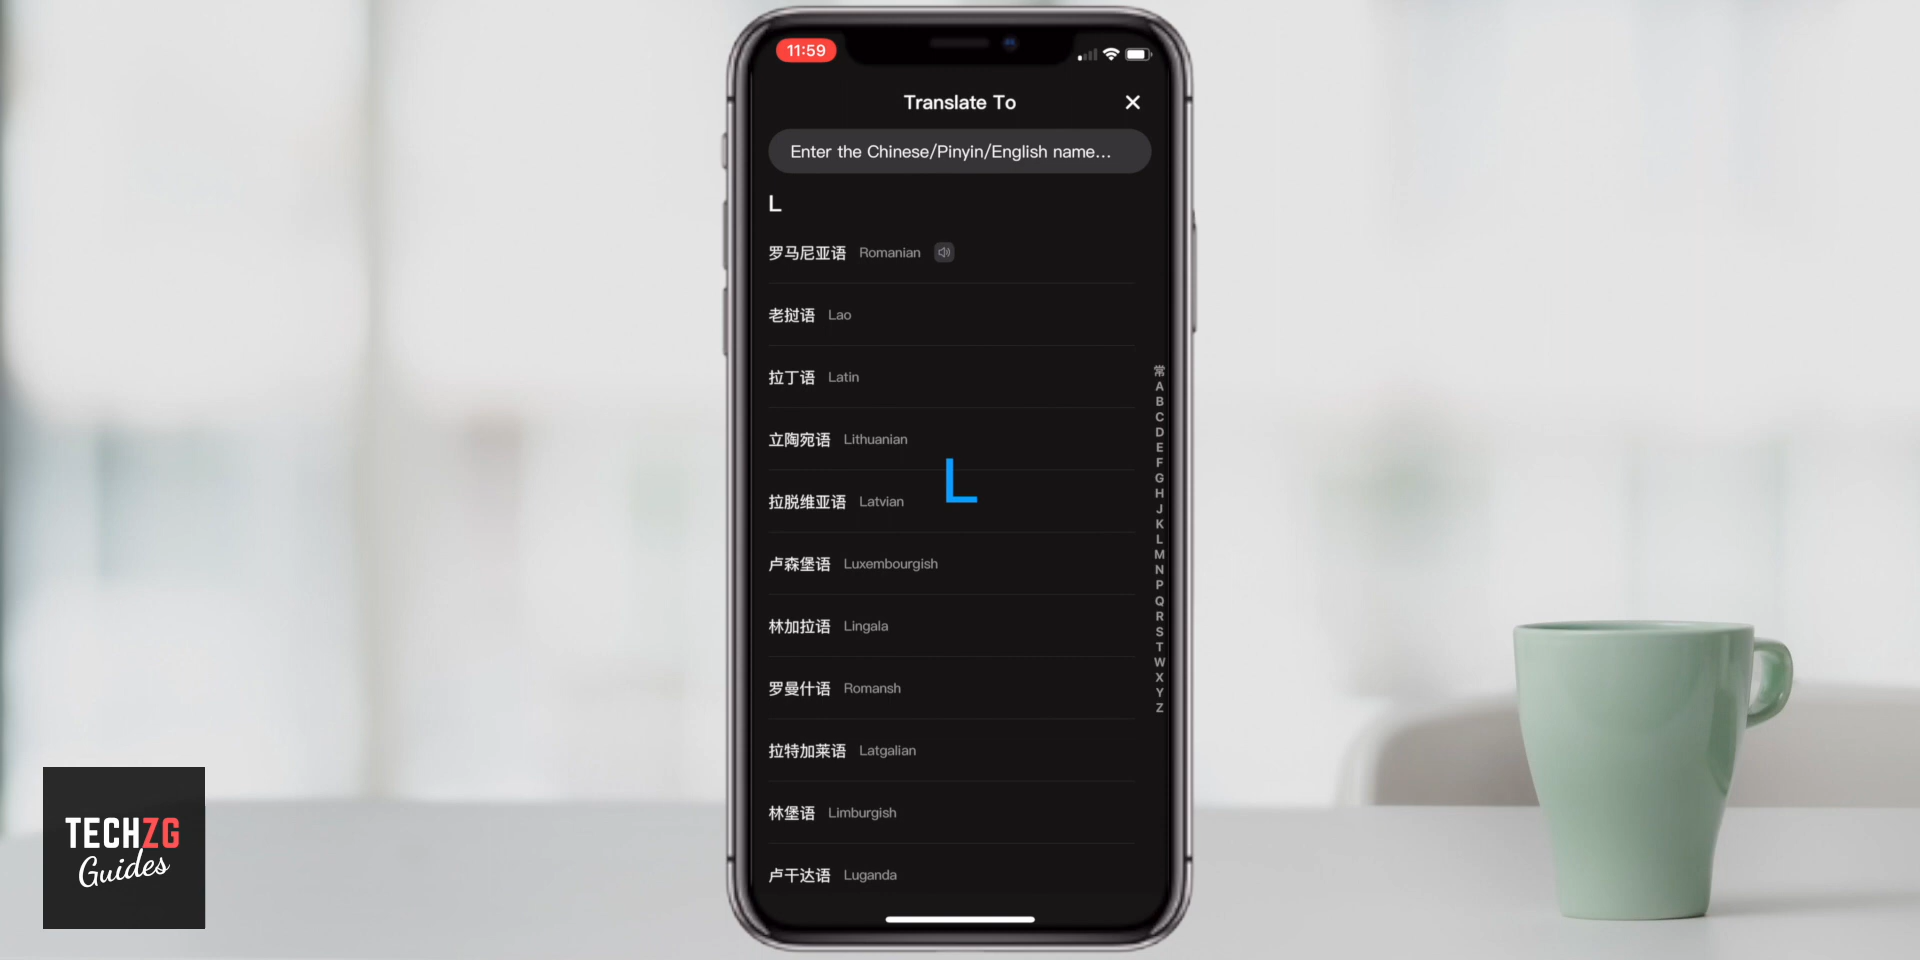 11:59
Translate To
Enter the Chinese/Pinyin/English name...
L
罗马尼亚语 Romanian
老挝语 Lao
拉丁语 Latin
立陶宛语 Lithuanian
L
拉脱维亚语 Latvian
卢森堡语 Luxembourgish
林加拉语 Lingala
罗曼什语 Romansh
拉特加莱语 Latgalian
林堡语 Limburgish
卢干达语 Luganda
常
A
B
C
D
E
F
G
H
J
K
L
M
N
P
Q
R
S
T
W
X
Y
Z
TECHZG
Guides